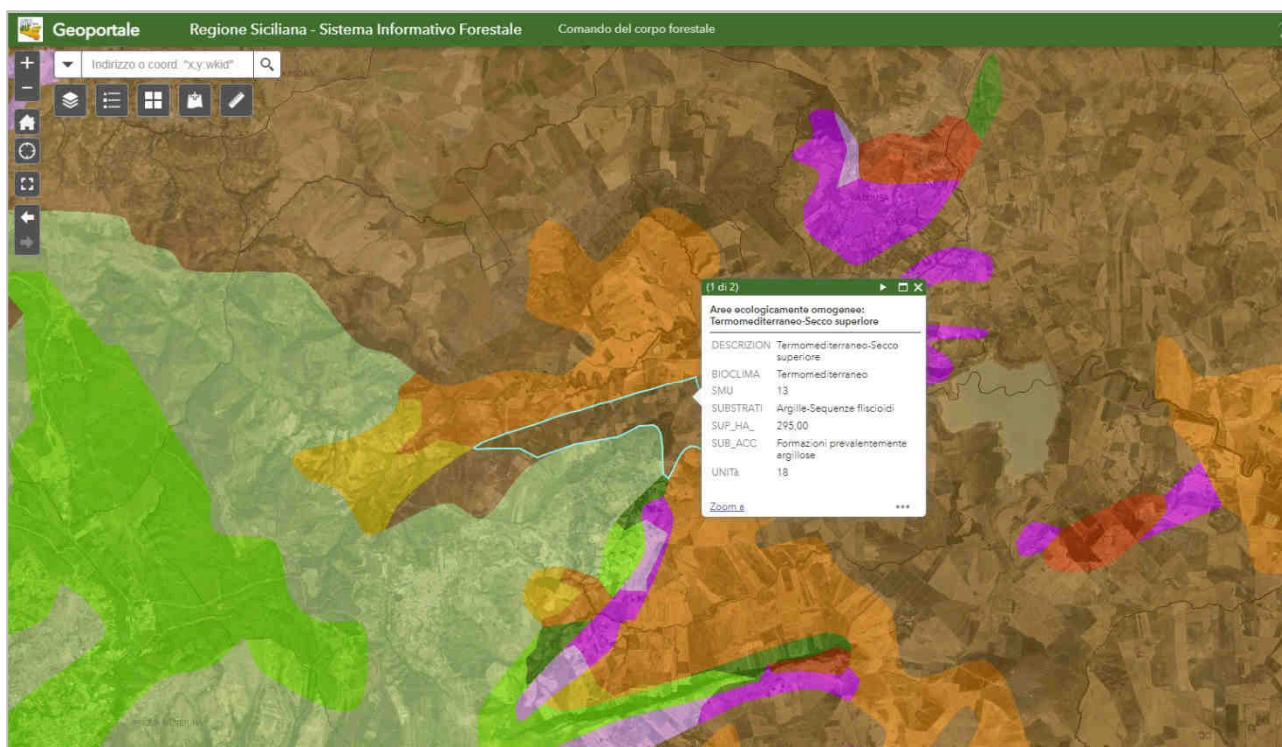 Geoportale Regione Siciliana - Sistema Informativo Forestale Comando del corpo forestale
Indirizzo o coord. "x,y:wkid"
(1 di 2)
Aree ecologicamente omogenee:
Termomediterraneo-Secco superiore
DESCRIZION Termomediterraneo-Secco
superiore
BIOCLIMA Termomediterraneo
SMU 13
SUBSTRATI Argille-Sequenze fliscioidi
SUP_HA_ 295,00
SUB_ACC Formazioni prevalentemente
argillose
UNITà 18
Zoom a